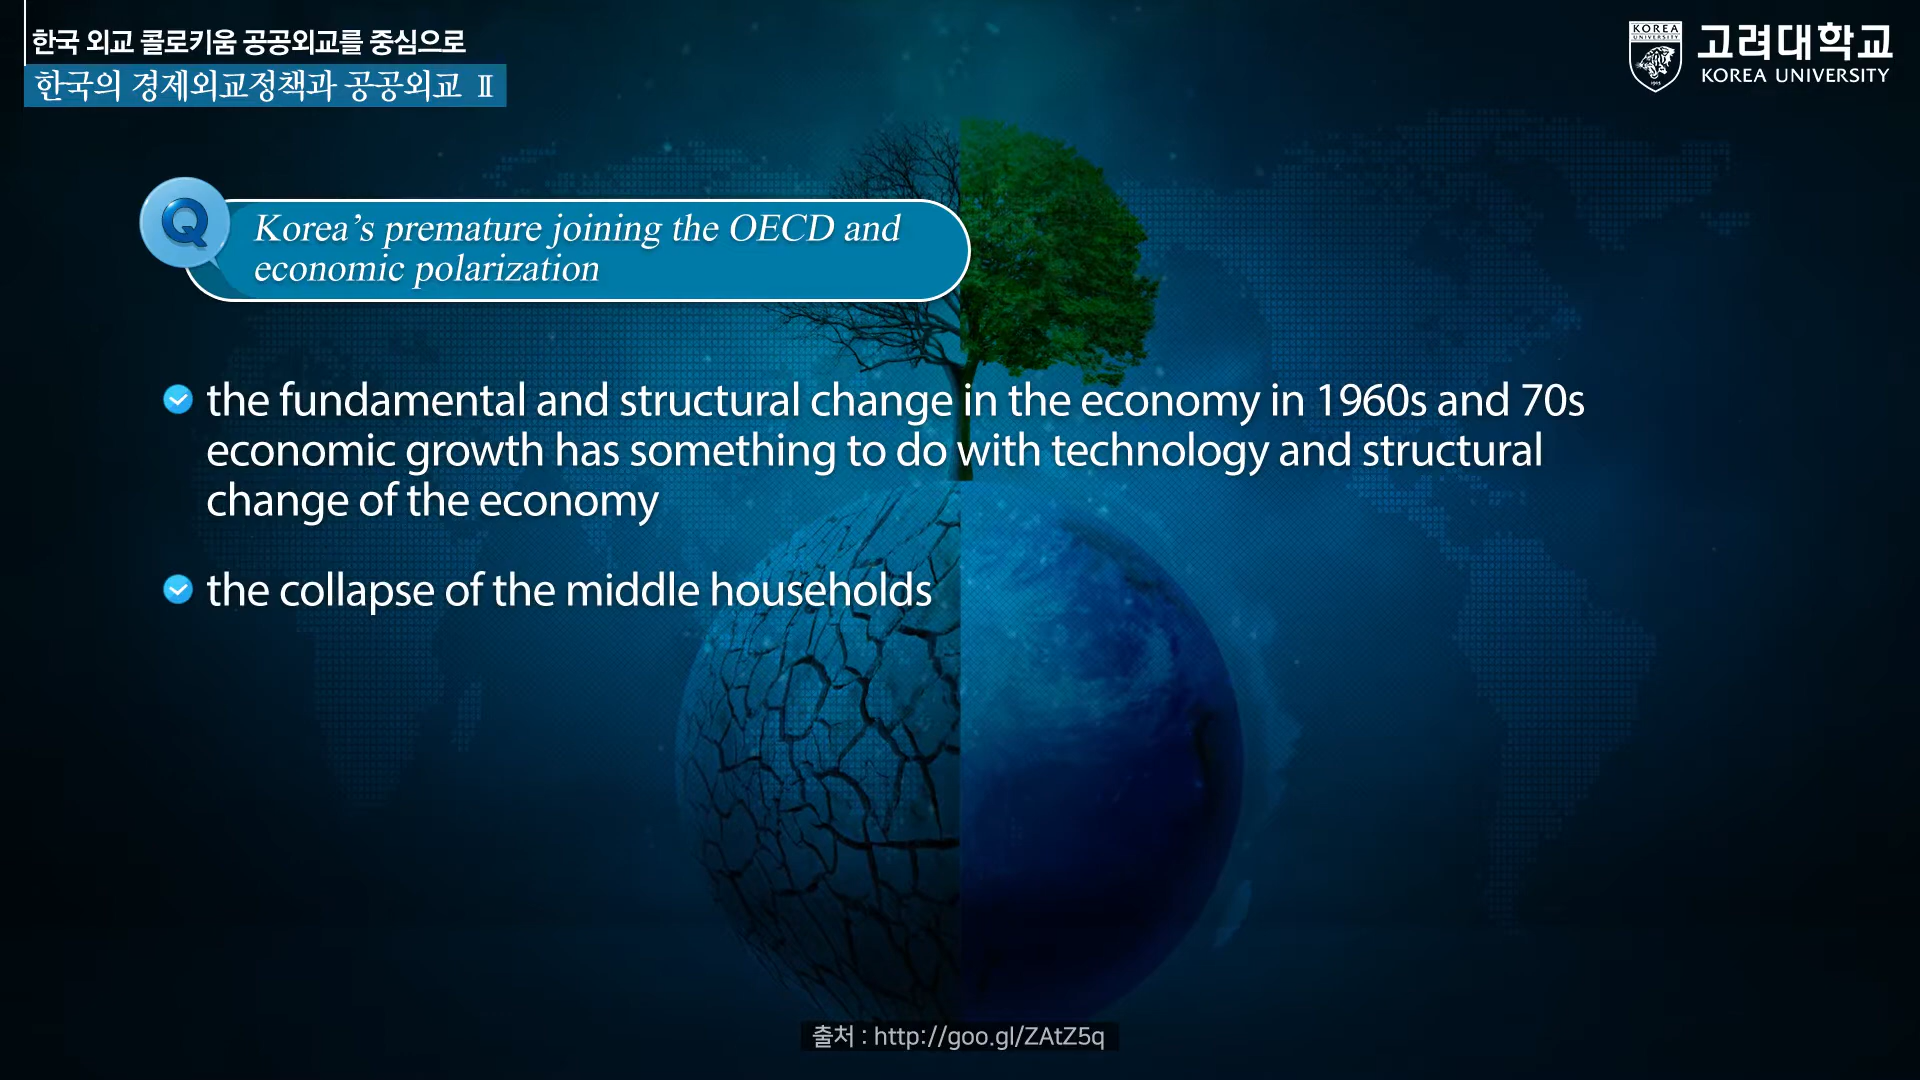 한국 외교 콜로키움 공공외교를 중심으로
한국의 경제외교정책과 공공외교 Ⅱ
KOREA
UNIVERSITY
1905
고려대학교
KOREA UNIVERSITY
Q
Korea's premature joining the OECD and
economic polarization
the fundamental and structural change in the economy in 1960s and 70s
economic growth has something to do with technology and structural
change of the economy
the collapse of the middle households
출처 : http://goo.gl/ZAtZ5q